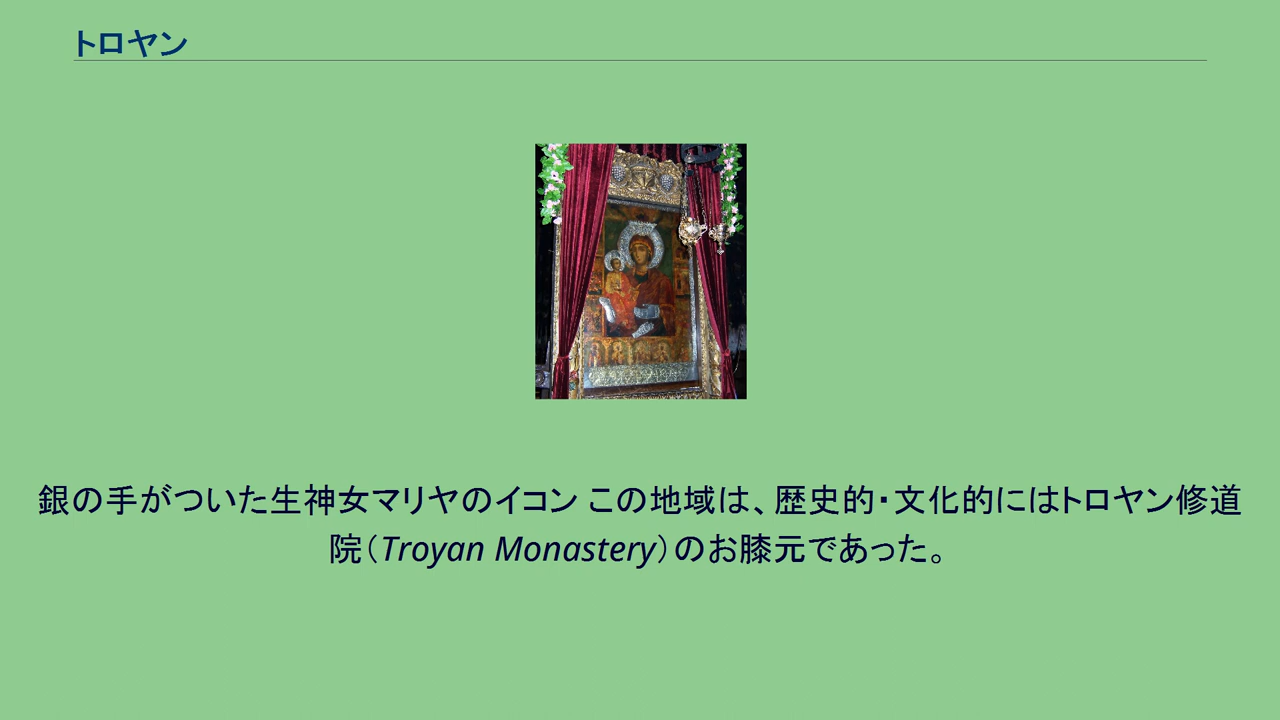 トロヤン
銀の手がついた生神女マリヤのイコン この地域は、歴史的・文化的にはトロヤン修道
院（Troyan Monastery）のお膝元であった。